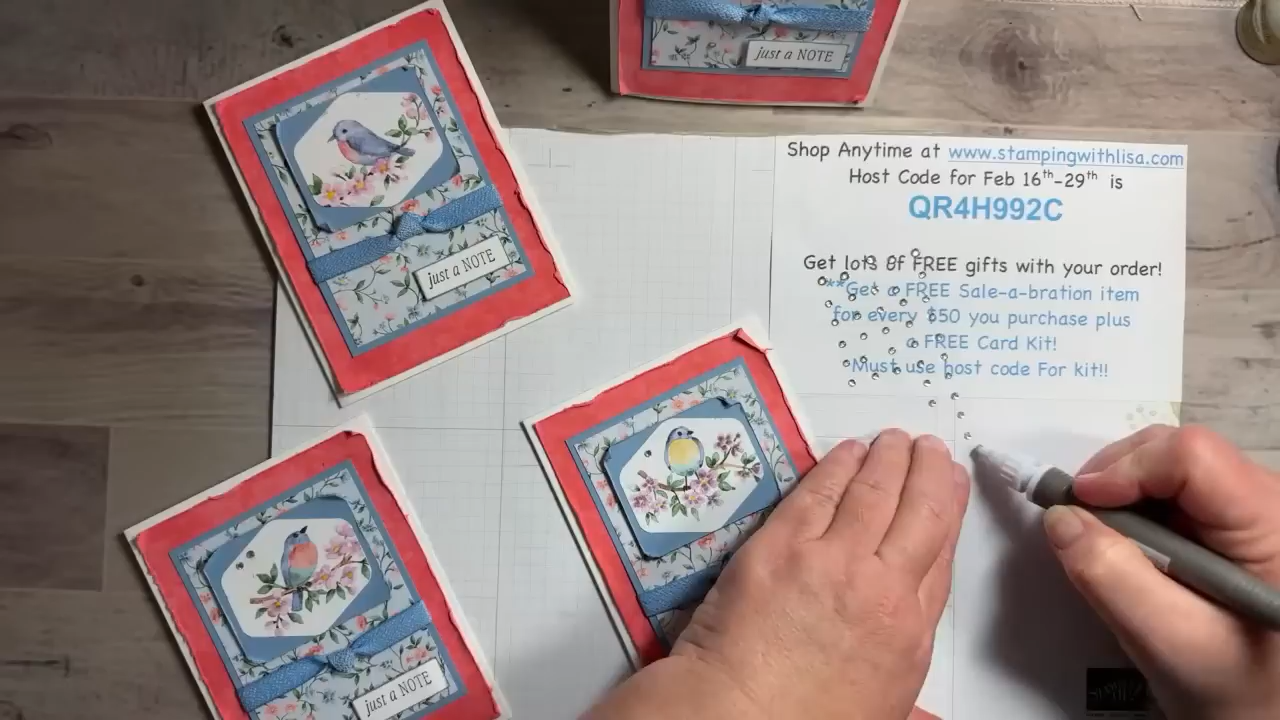 just a NOTE
Shop Anytime at www.stampingwithlisa.com
Host Code for Feb 16th-29th is
QR4H992C
Get lots of FREE gifts with your order!
**Get a FREE Sale-a-bration item
for every $50 you purchase plus
a FREE Card Kit!
Must use host code For kit!!
just a NOTE
just a NOTE